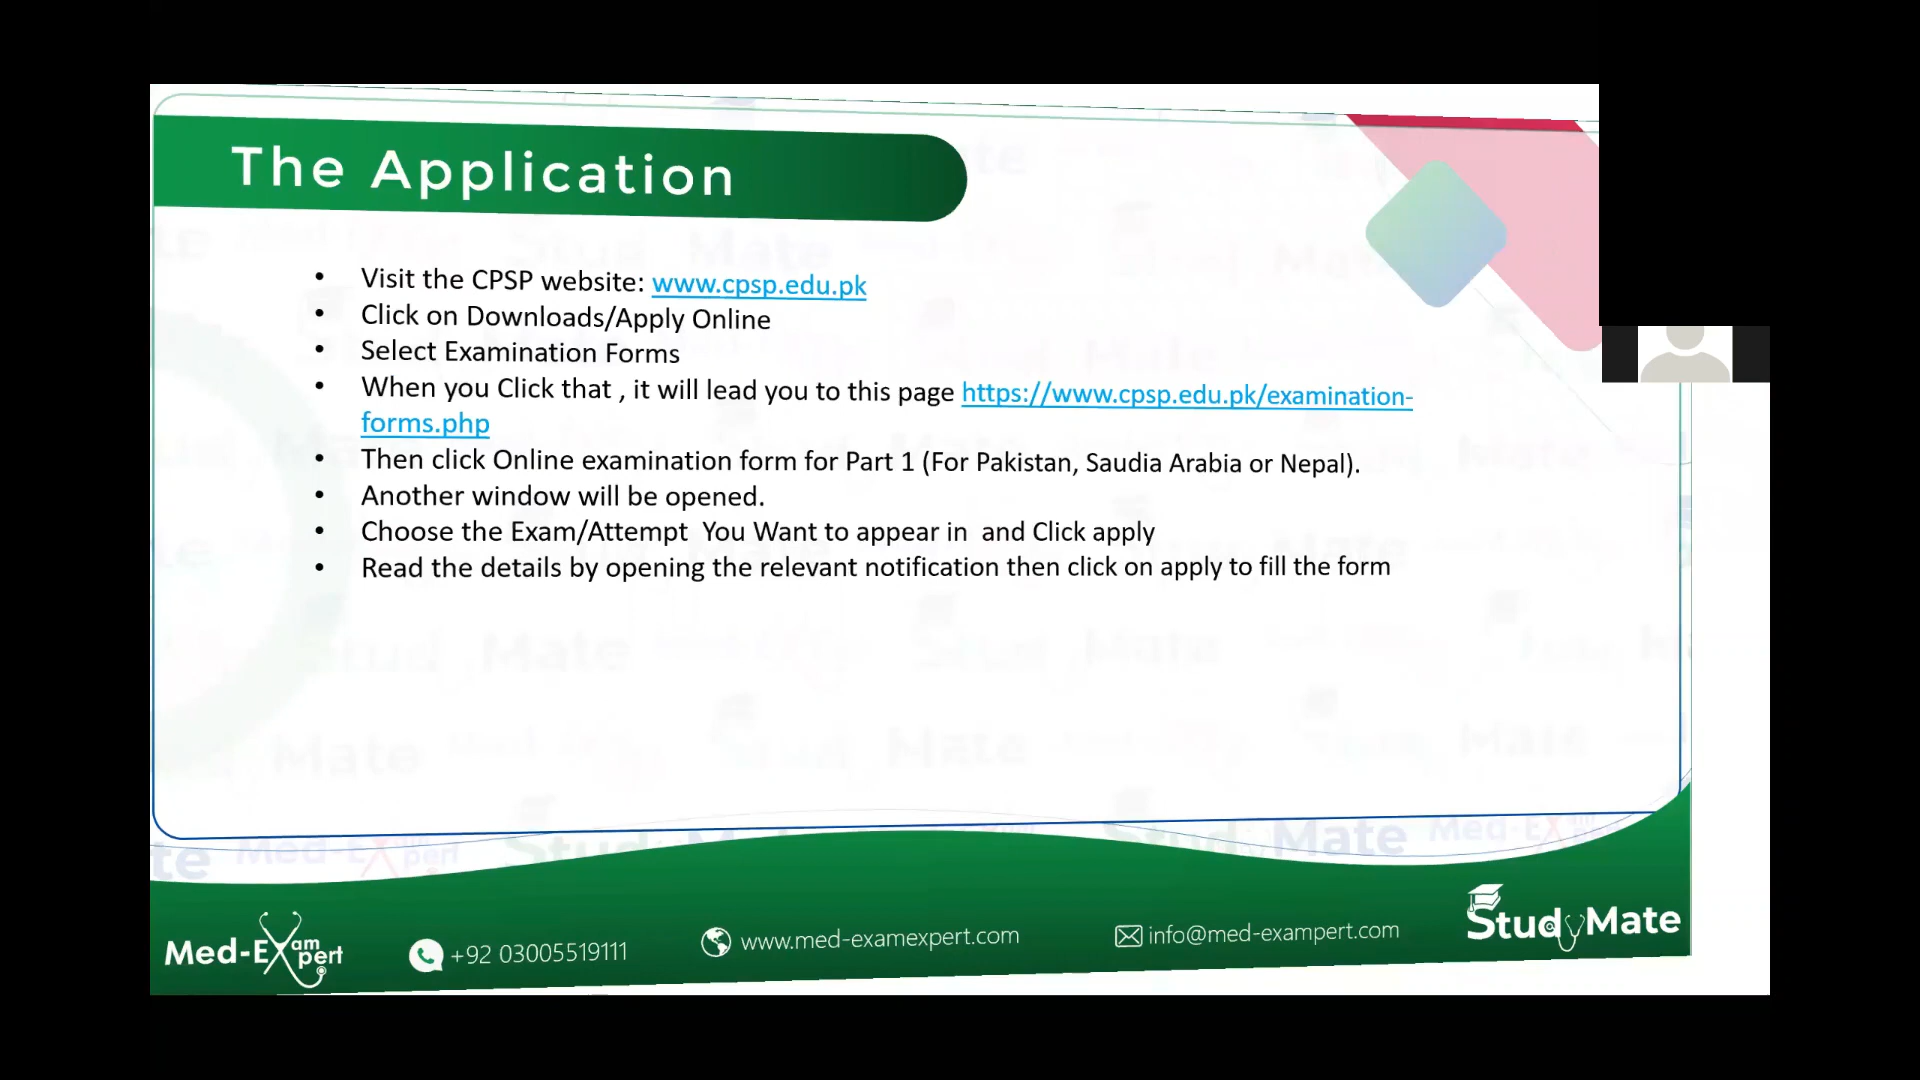 The Application
• Visit the CPSP website: www.cpsp.edu.pk
• Click on Downloads/Apply Online
• Select Examination Forms
• When you Click that , it will lead you to this page https://www.cpsp.edu.pk/examination-
forms.php
• Then click Online examination form for Part 1 (For Pakistan, Saudia Arabia or Nepal).
• Another window will be opened.
• Choose the Exam/Attempt  You Want to appear in  and Click apply
• Read the details by opening the relevant notification then click on apply to fill the form
Med-Exam pert
+92 03005519111
www.med-examexpert.com
info@med-exampert.com
StudyMate